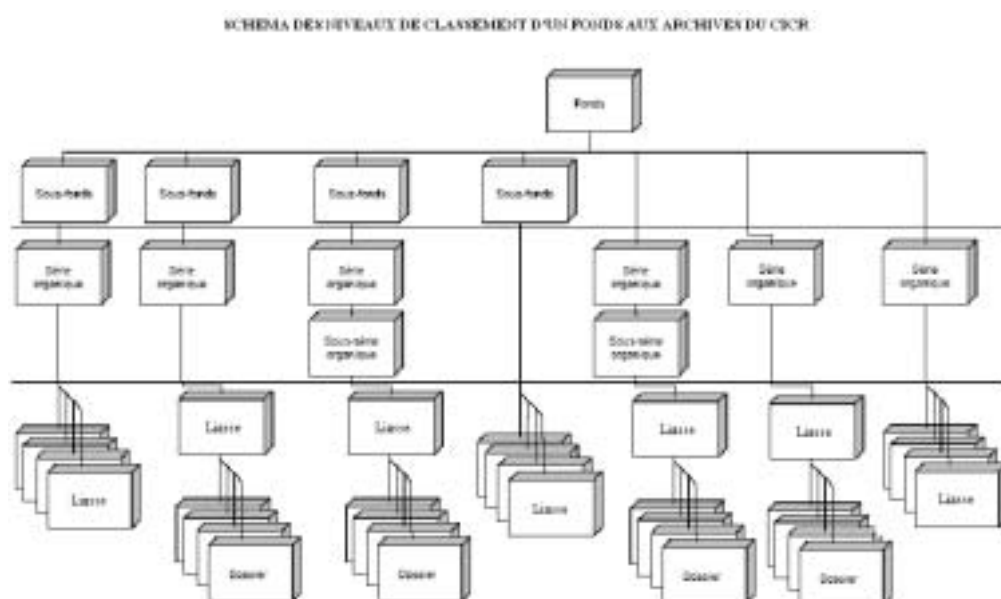 SCHEMA DES NIVEAUX DE CLASSEMENT D'UN FONDS AUX ARCHIVES DU CICR
Fonds
Sous-fonds
Sous-fonds
Sous-fonds
Sous-fonds
Série
organique
Série
organique
Série
organique
Série
organique
Série
organique
Série
organique
Sous-série
organique
Sous-série
organique
Liasse
Liasse
Liasse
Liasse
Liasse
Liasse
Liasse
Dossier
Dossier
Dossier
Dossier